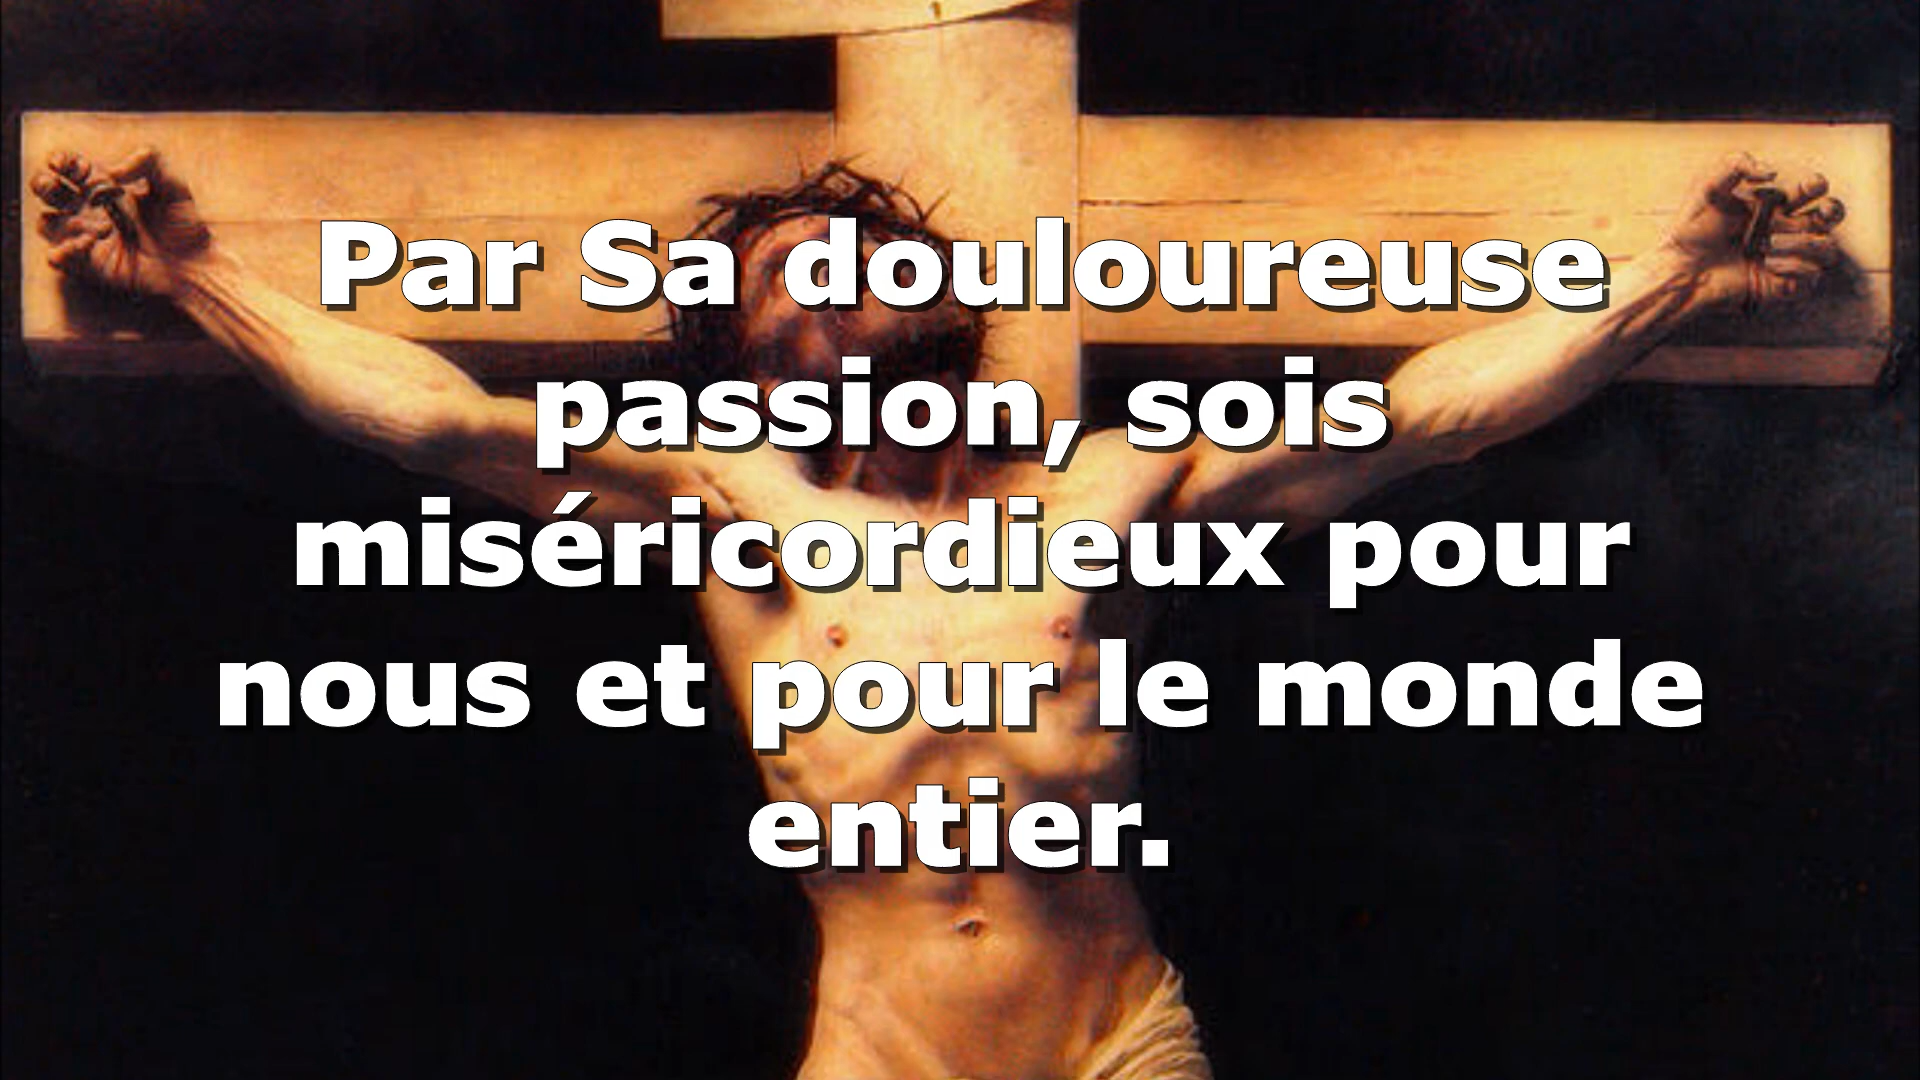 Par Sa douloureuse
passion, sois
miséricordieux pour
nous et pour le monde
entier.